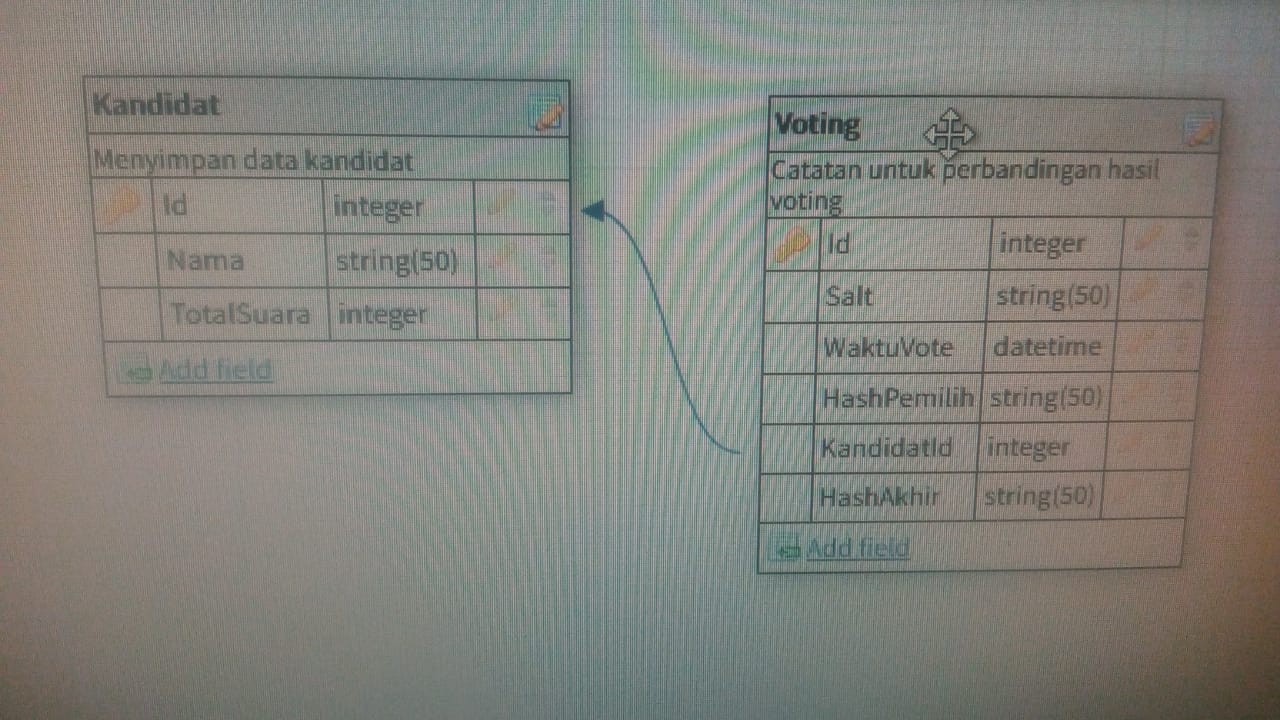 Kandidat
Menyimpan data kandidat
Id integer
Nama string(50)
TotalSuara integer
Add field
Voting
Catatan untuk perbandingan hasil
voting
Id integer
Salt string(50)
WaktuVote datetime
HashPemilih string(50)
KandidatId integer
HashAkhir string(50)
Add field